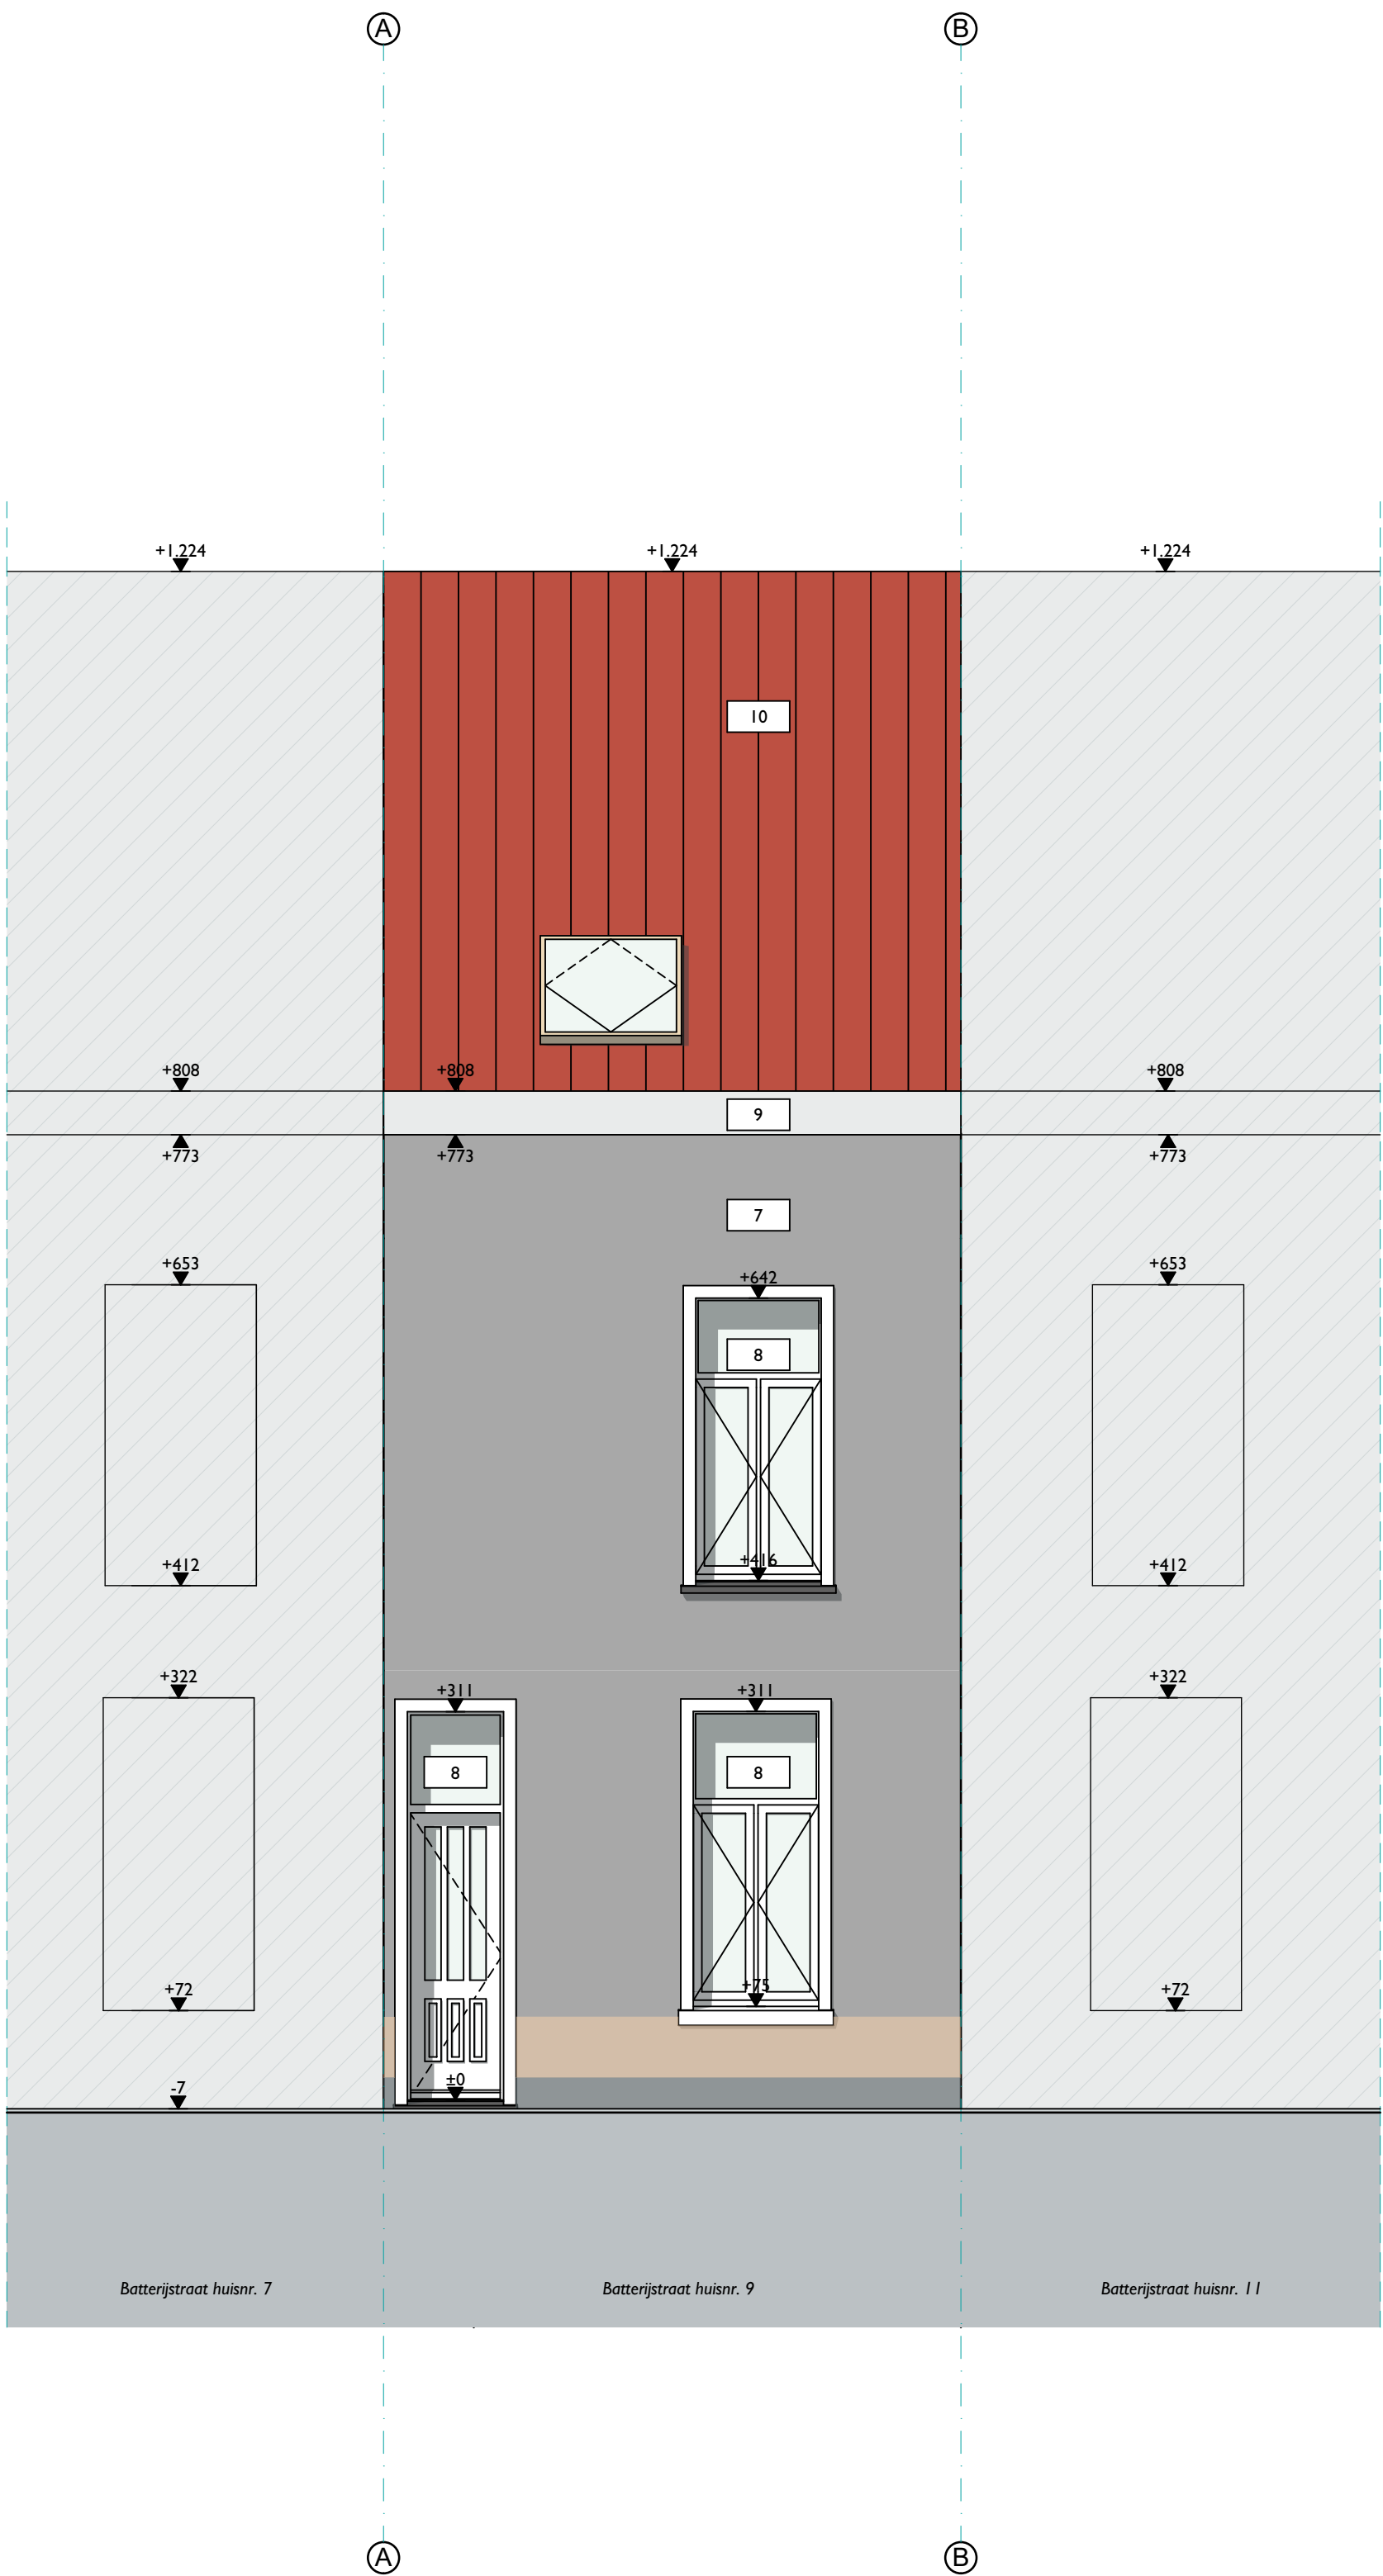 A B
+1.224 +1.224 +1.224
10
+808 +808 +808
9
+773 +773 +773
7
+653 +642 +653
8
+412 +416 +412
+322 +311 +311 +322
8 8
+72 +75 +72
-7 ±0
Batterijstraat huisnr. 7 Batterijstraat huisnr. 9 Batterijstraat huisnr. 11
A B